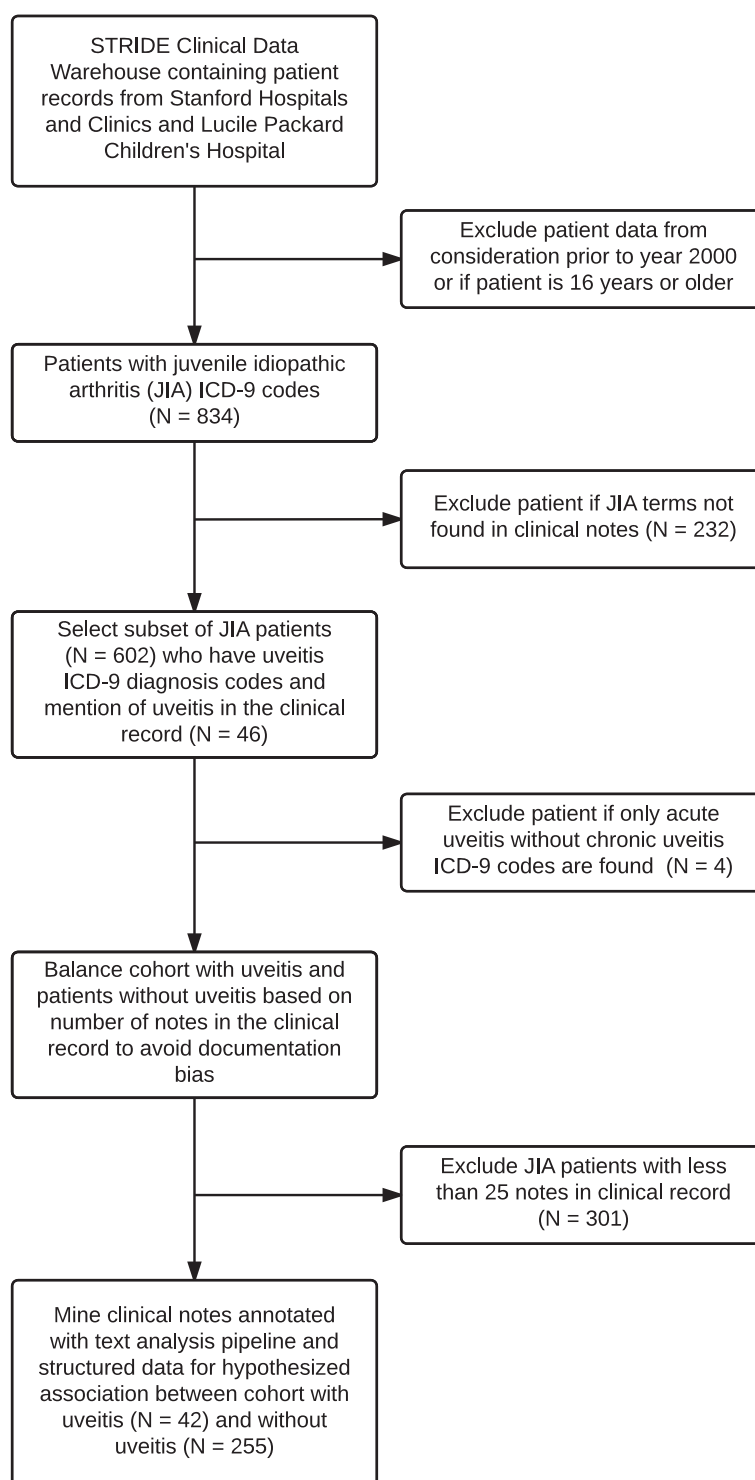 STRIDE Clinical Data
Warehouse containing patient
records from Stanford Hospitals
and Clinics and Lucile Packard
Children's Hospital
Exclude patient data from
consideration prior to year 2000
or if patient is 16 years or older
Patients with juvenile idiopathic
arthritis (JIA) ICD-9 codes
(N = 834)
Exclude patient if JIA terms not
found in clinical notes (N = 232)
Select subset of JIA patients
(N = 602) who have uveitis
ICD-9 diagnosis codes and
mention of uveitis in the clinical
record (N = 46)
Exclude patient if only acute
uveitis without chronic uveitis
ICD-9 codes are found (N = 4)
Balance cohort with uveitis and
patients without uveitis based on
number of notes in the clinical
record to avoid documentation
bias
Exclude JIA patients with less
than 25 notes in clinical record
(N = 301)
Mine clinical notes annotated
with text analysis pipeline and
structured data for hypothesized
association between cohort with
uveitis (N = 42) and without
uveitis (N = 255)